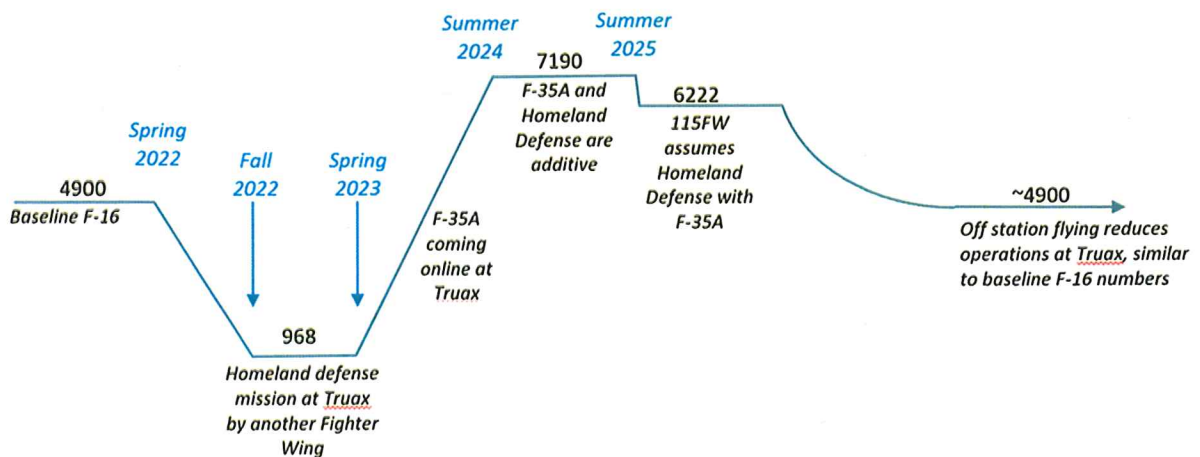 4900
Baseline F-16
Spring
2022
Fall
2022
968
Homeland defense
mission at Truax
by another Fighter
Wing
Spring
2023
F-35A
coming
online at
Truax
Summer
2024
7190
F-35A and
Homeland
Defense are
additive
Summer
2025
6222
115FW
assumes
Homeland
Defense with
F-35A
~4900
Off station flying reduces
operations at Truax, similar
to baseline F-16 numbers